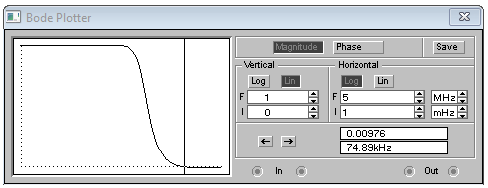 Bode Plotter
Magnitude Phase Save
Vertical Horizontal
Log Lin Log Lin
F 1 F 5 MHz
I 0 I 1 mHz
0.00976
74.89kHz
In Out